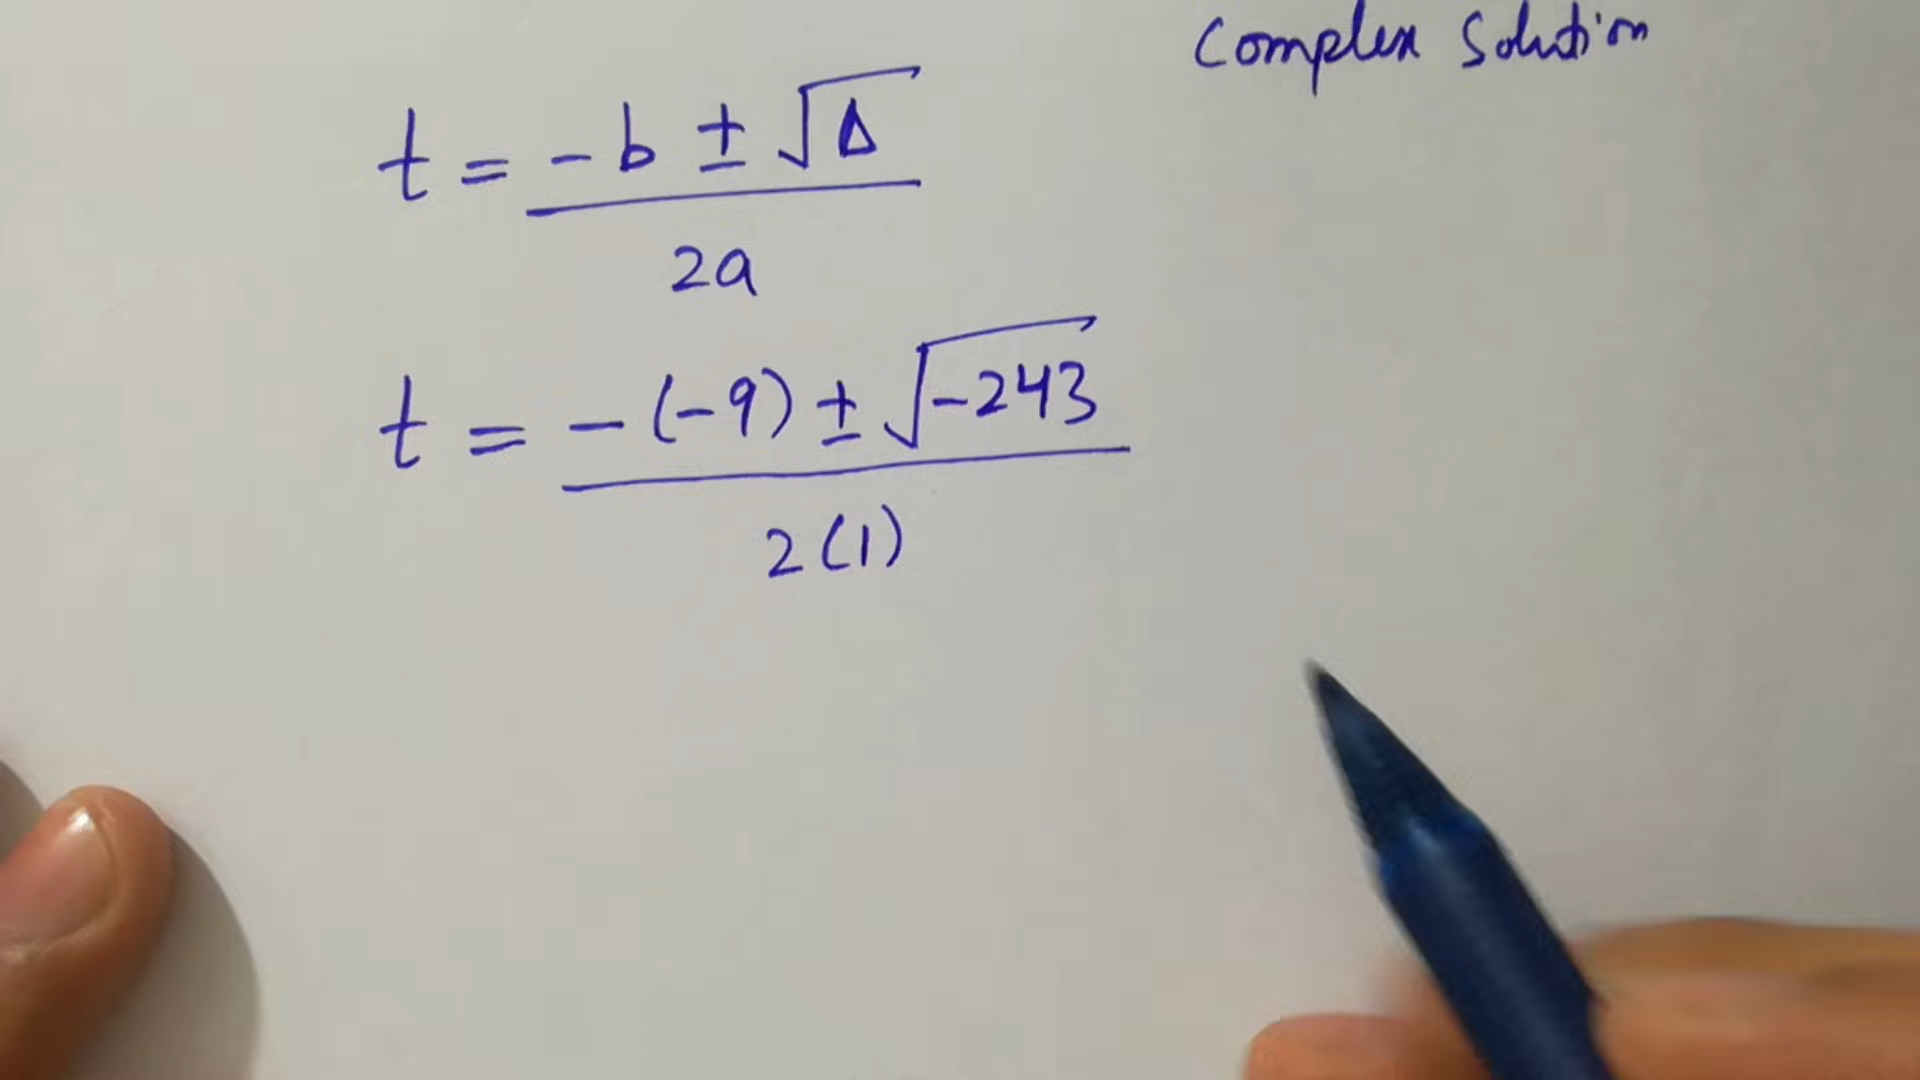 Complex Solution
t = -b ± √Δ / 2a
t = -(-9) ± √-243 / 2(1)